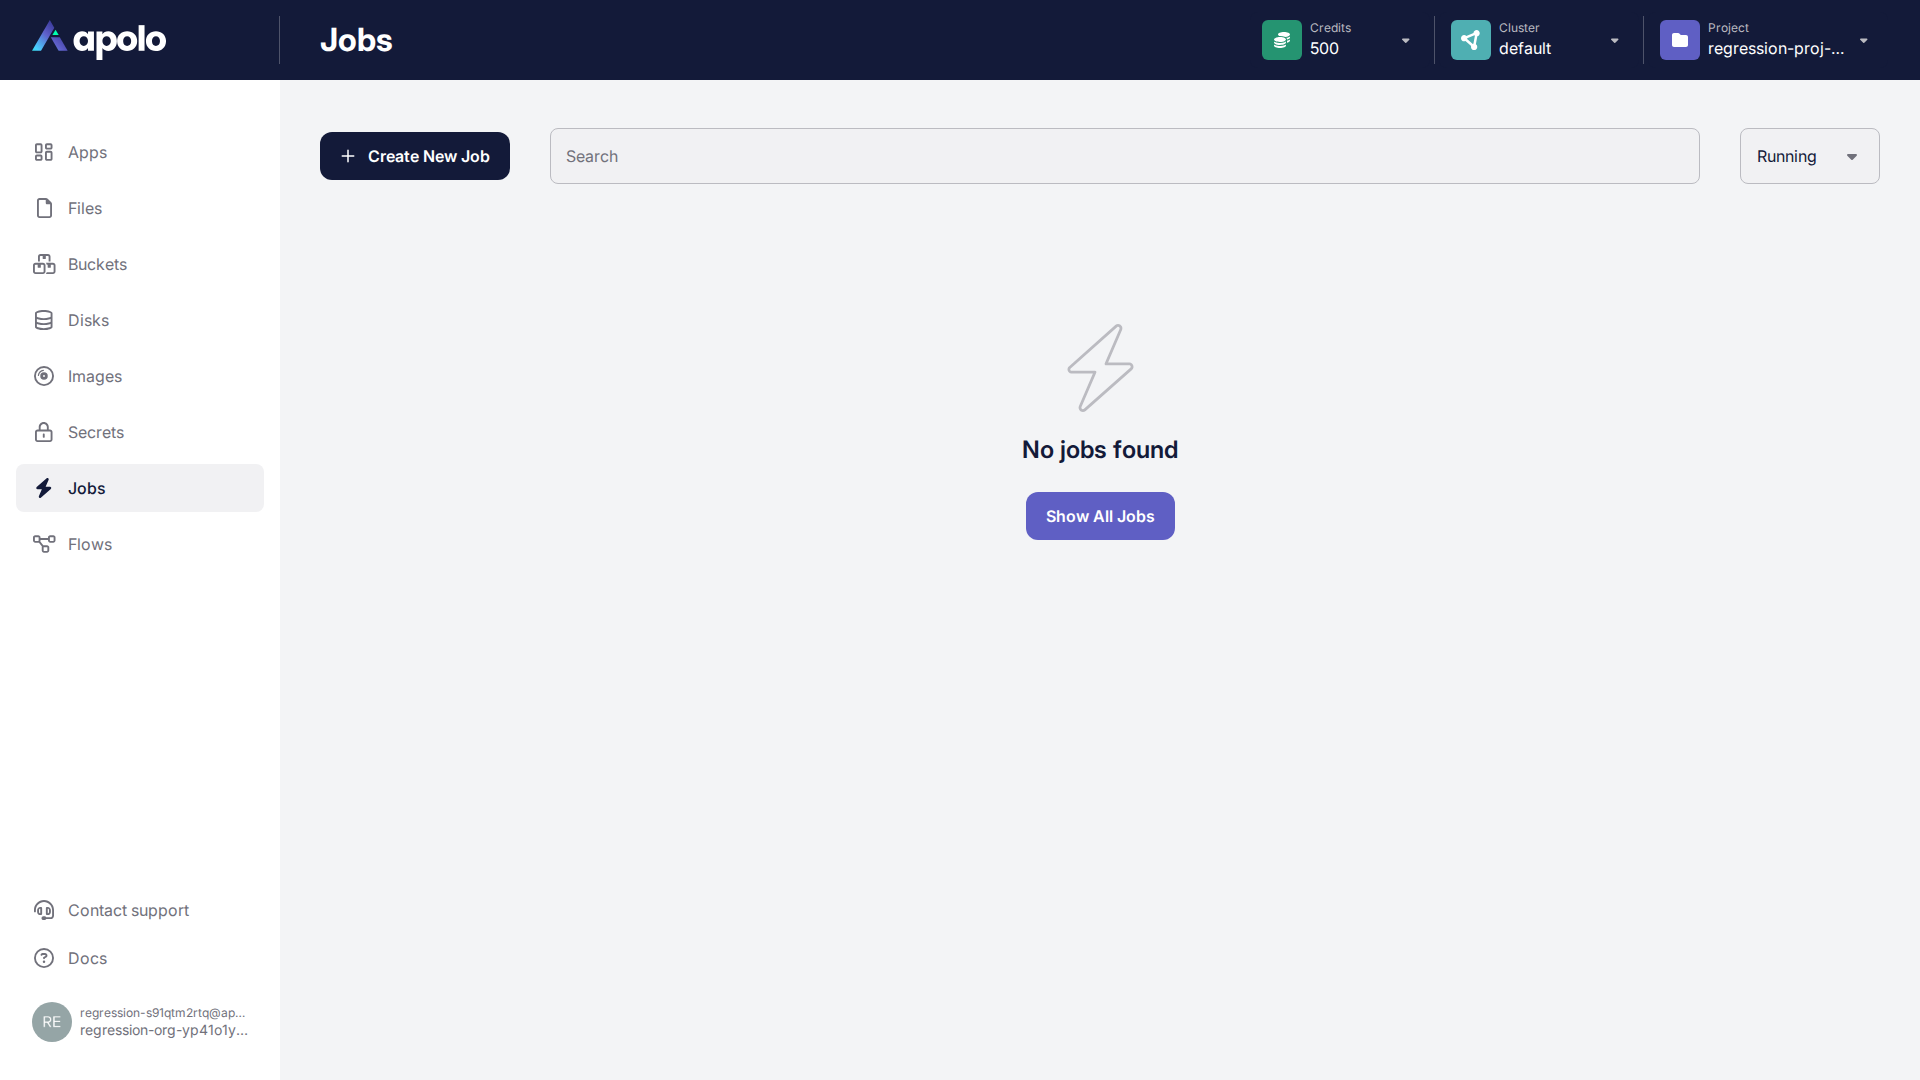 apolo
Jobs
Credits
500
Cluster
default
Project
regression-proj-...
Apps
Files
Buckets
Disks
Images
Secrets
Jobs
Flows
Create New Job
Search
Running
No jobs found
Show All Jobs
Contact support
Docs
RE
regression-s91qtm2rtq@ap...
regression-org-yp41o1y...